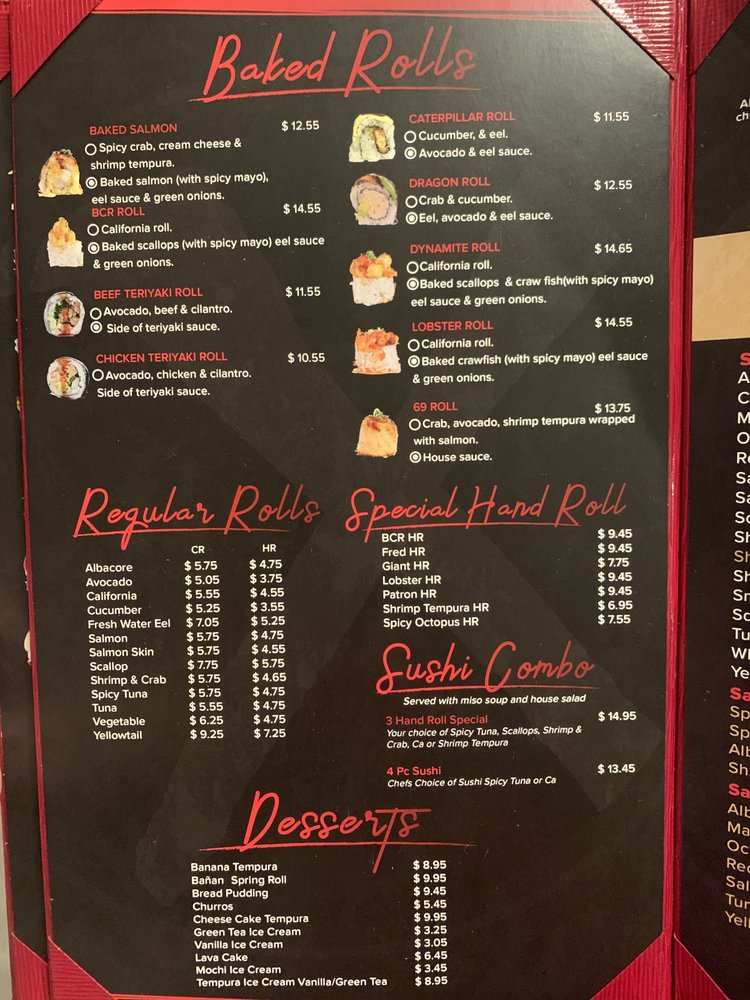 Baked Rolls
BAKED SALMON $ 12.55
Spicy crab, cream cheese &
shrimp tempura.
Baked salmon (with spicy mayo),
eel sauce & green onions.
BCR ROLL $ 14.55
California roll.
Baked scallops (with spicy mayo) eel sauce
& green onions.
BEEF TERIYAKI ROLL $ 11.55
Avocado, beef & cilantro.
Side of teriyaki sauce.
CHICKEN TERIYAKI ROLL $ 10.55
Avocado, chicken & cilantro.
Side of teriyaki sauce.
CATERPILLAR ROLL $ 11.55
Cucumber, & eel.
Avocado & eel sauce.
DRAGON ROLL $ 12.55
Crab & cucumber.
Eel, avocado & eel sauce.
DYNAMITE ROLL $ 14.65
California roll.
Baked scallops & craw fish(with spicy mayo)
eel sauce & green onions.
LOBSTER ROLL $ 14.55
California roll.
Baked crawfish (with spicy mayo) eel sauce
& green onions.
69 ROLL $ 13.75
Crab, avocado, shrimp tempura wrapped
with salmon.
House sauce.
Regular Rolls
CR HR
Albacore $ 5.75 $ 4.75
Avocado $ 5.05 $ 3.75
California $ 5.55 $ 4.55
Cucumber $ 5.25 $ 3.55
Fresh Water Eel $ 7.05 $ 5.25
Salmon $ 5.75 $ 4.75
Salmon Skin $ 5.75 $ 4.55
Scallop $ 7.75 $ 5.75
Shrimp & Crab $ 5.75 $ 4.65
Spicy Tuna $ 5.75 $ 4.75
Tuna $ 5.55 $ 4.75
Vegetable $ 6.25 $ 4.75
Yellowtail $ 9.25 $ 7.25
Special Hand Roll
BCR HR $ 9.45
Fred HR $ 9.45
Giant HR $ 7.75
Lobster HR $ 9.45
Patron HR $ 9.45
Shrimp Tempura HR $ 6.95
Spicy Octopus HR $ 7.55
Sushi Combo
Served with miso soup and house salad
3 Hand Roll Special $ 14.95
Your choice of Spicy Tuna, Scallops, Shrimp &
Crab, Ca or Shrimp Tempura
4 Pc Sushi $ 13.45
Chefs Choice of Sushi Spicy Tuna or Ca
Desserts
Banana Tempura $ 8.95
Bañan Spring Roll $ 9.95
Bread Pudding $ 9.45
Churros $ 5.45
Cheese Cake Tempura $ 9.95
Green Tea Ice Cream $ 3.25
Vanilla Ice Cream $ 3.05
Lava Cake $ 6.45
Mochi Ice Cream $ 3.45
Tempura Ice Cream Vanilla/Green Tea $ 8.95